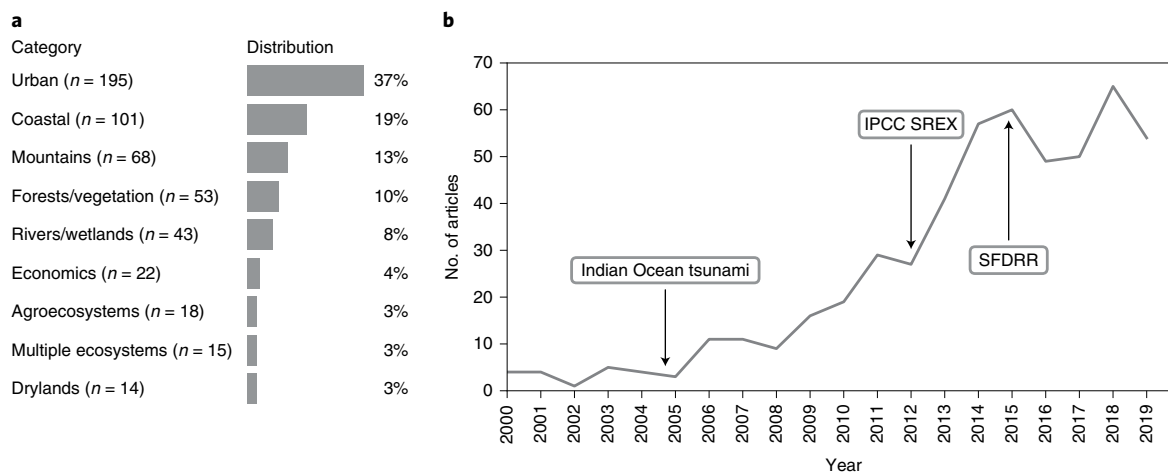 a
Category Distribution
Urban (n = 195) 37%
Coastal (n = 101) 19%
Mountains (n = 68) 13%
Forests/vegetation (n = 53) 10%
Rivers/wetlands (n = 43) 8%
Economics (n = 22) 4%
Agroecosystems (n = 18) 3%
Multiple ecosystems (n = 15) 3%
Drylands (n = 14) 3%
b
No. of articles
70
60
50
40
30
20
10
0
IPCC SREX
SFDRR
Indian Ocean tsunami
2000 2001 2002 2003 2004 2005 2006 2007 2008 2009 2010 2011 2012 2013 2014 2015 2016 2017 2018 2019
Year